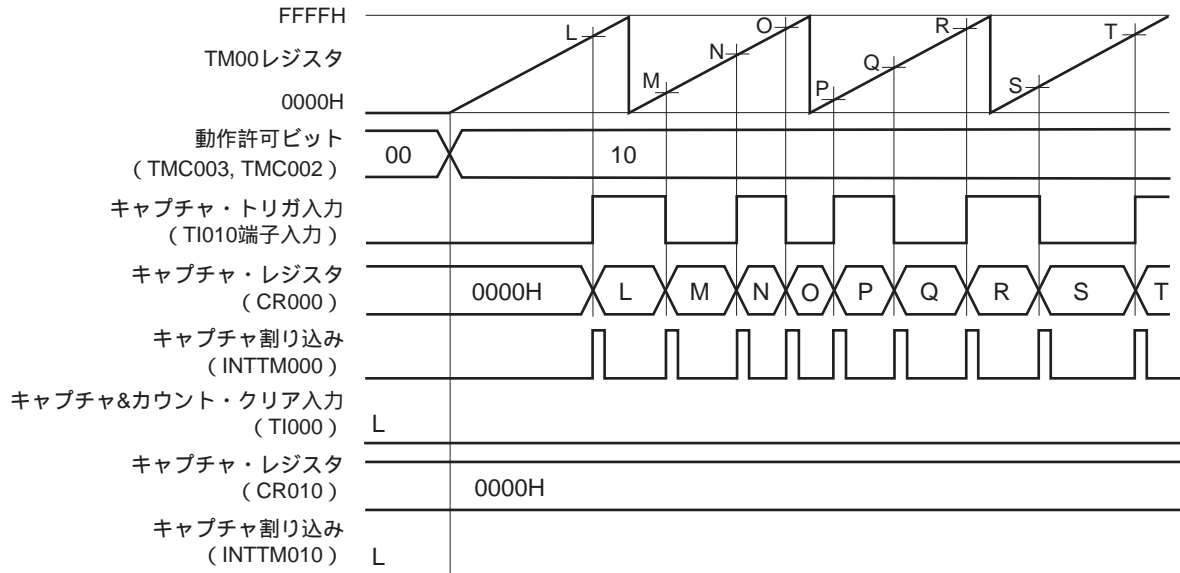 FFFFH
TM00レジスタ
0000H
L M N O P Q R S T
動作許可ビット
（TMC003, TMC002）
00 10
キャプチャ・トリガ入力
（TI010端子入力）
キャプチャ・レジスタ
（CR000）
0000H L M N O P Q R S T
キャプチャ割り込み
（INTTM000）
キャプチャ&カウント・クリア入力
（TI000） L
キャプチャ・レジスタ
（CR010）
0000H
キャプチャ割り込み
（INTTM010） L